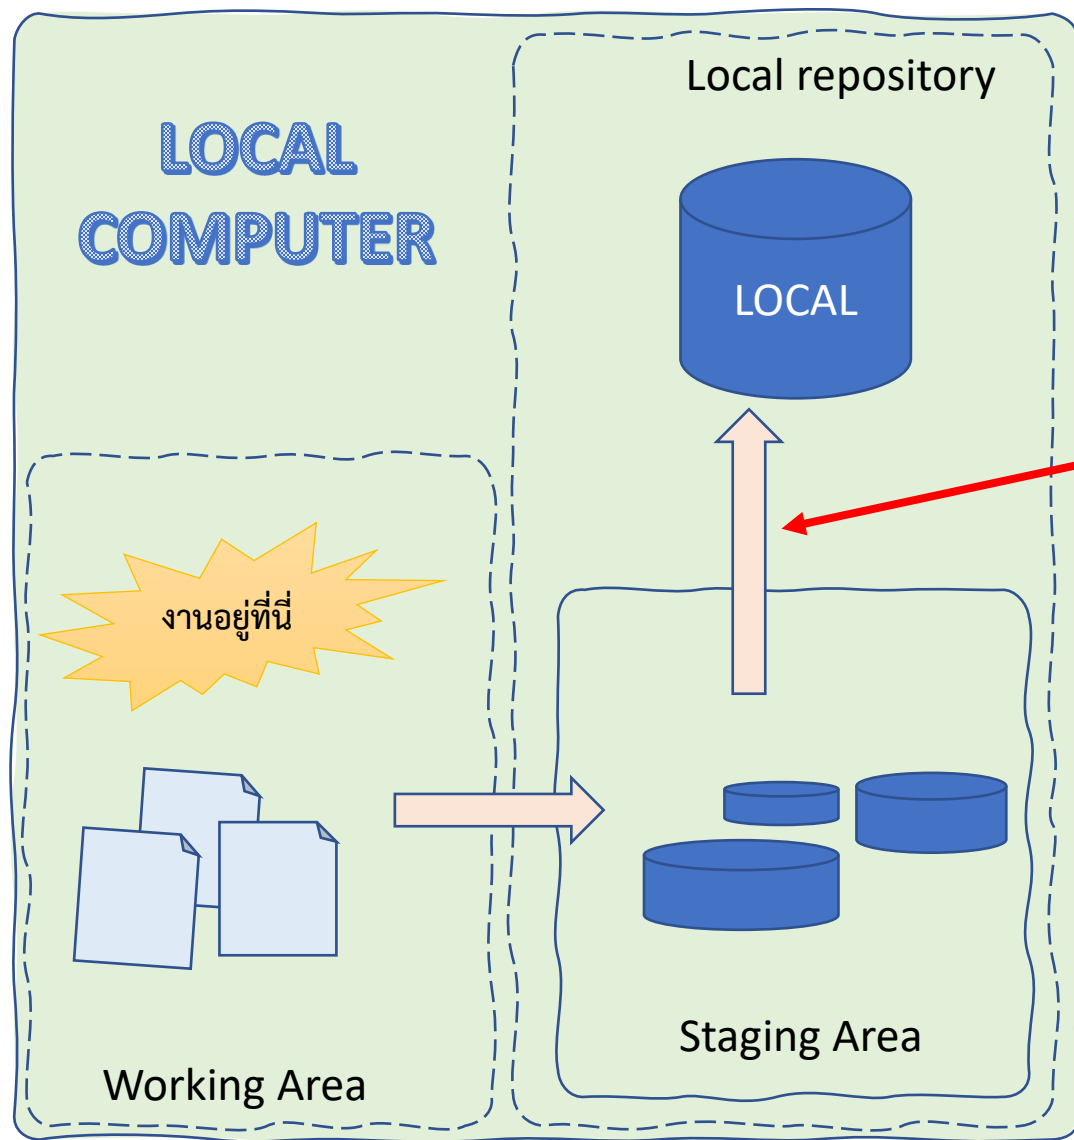 Local repository
LOCAL
COMPUTER
LOCAL
งานอยู่ที่นี่
Staging Area
Working Area